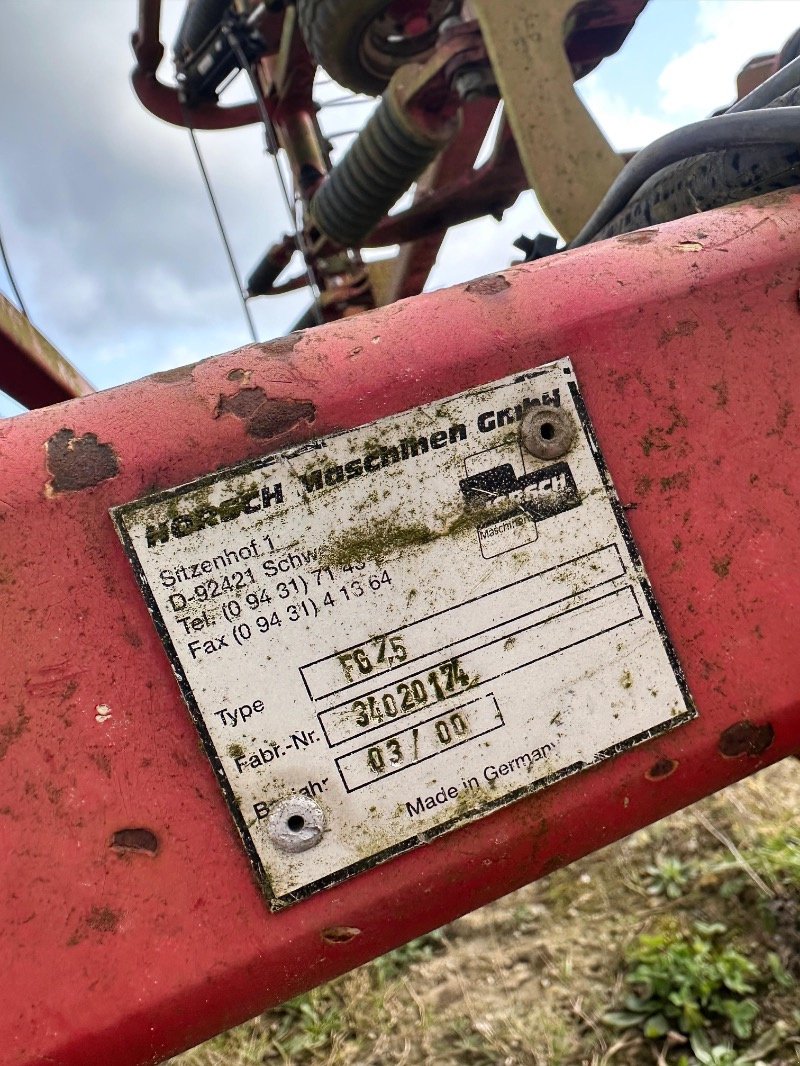 HORSCH Maschinen GmbH
HORSCH
Maschinen
Sitzenhof 1
D-92421
Tel. (0 94 31) 71 43
Fax (0 94 31) 4 13 64
Type FG 7,5
Fabr.-Nr. 34020174
Baujahr 03/00
Made in Germany